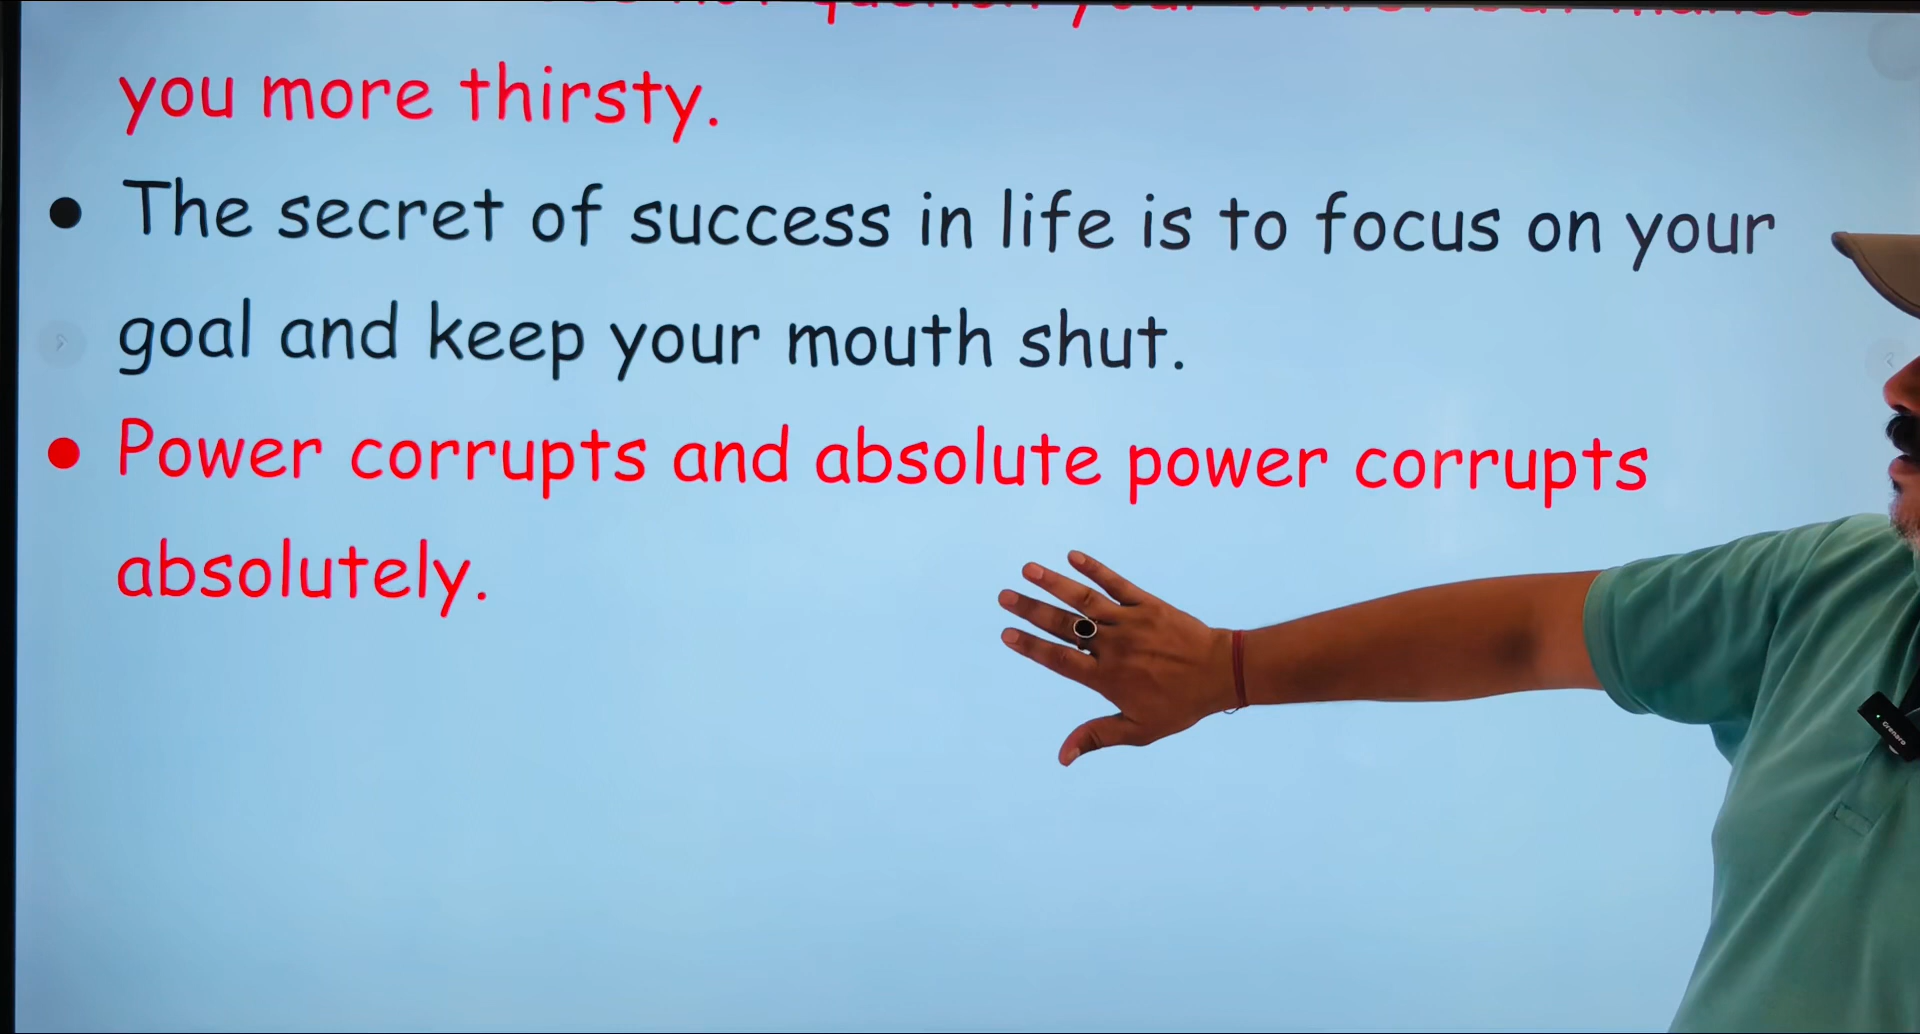 you more thirsty.
• The secret of success in life is to focus on your
goal and keep your mouth shut.
• Power corrupts and absolute power corrupts
absolutely.
Grenaro